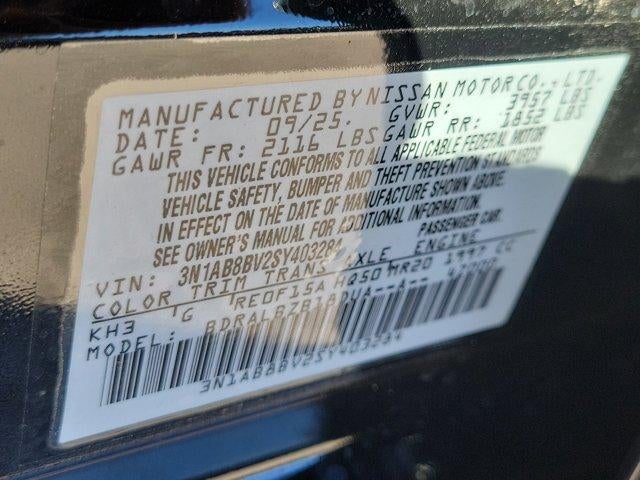 MANUFACTURED BY NISSAN MOTOR CO., LTD.
DATE: 09/25. GVWR: 3957 LBS
GAWR FR: 2116 LBS GAWR RR: 1852 LBS
THIS VEHICLE CONFORMS TO ALL APPLICABLE FEDERAL MOTOR
VEHICLE SAFETY, BUMPER AND THEFT PREVENTION STANDARDS
IN EFFECT ON THE DATE OF MANUFACTURE SHOWN ABOVE.
SEE OWNER'S MANUAL FOR ADDITIONAL INFORMATION.
VIN: 3N1AB8BV2SY403284 PASSENGER CAR
COLOR TRIM TRANS AXLE ENGINE
KH3 G RE0F15A HQ50 MR20 1997 CC
MODEL: BDRALBZB18DUA--A-- 47000
3N1AB8BV2SY403284